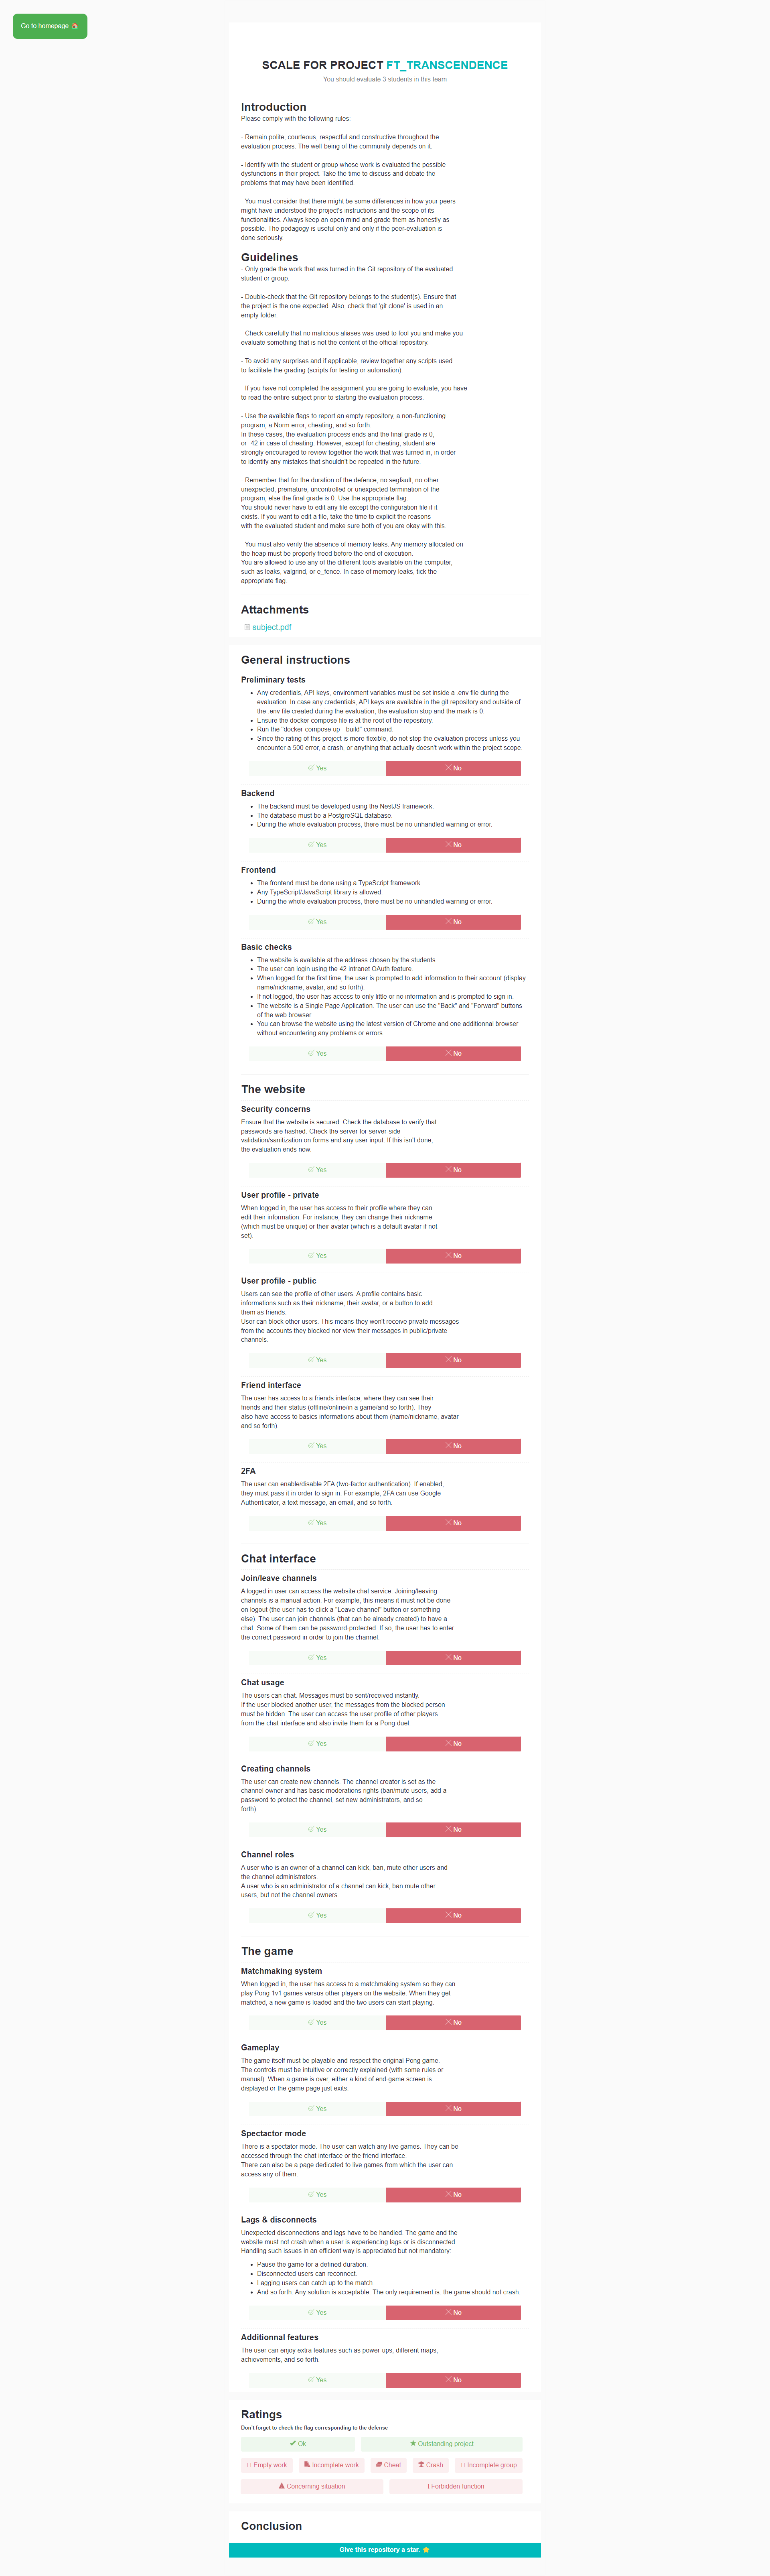 Go to homepage 🏠
SCALE FOR PROJECT FT_TRANSCENDENCE
You should evaluate 3 students in this team
Introduction
Please comply with the following rules:
- Remain polite, courteous, respectful and constructive throughout the
evaluation process. The well-being of the community depends on it.
- Identify with the student or group whose work is evaluated the possible
dysfunctions in their project. Take the time to discuss and debate the
problems that may have been identified.
- You must consider that there might be some differences in how your peers
might have understood the project's instructions and the scope of its
functionalities. Always keep an open mind and grade them as honestly as
possible. The pedagogy is useful only and only if the peer-evaluation is
done seriously.
Guidelines
- Only grade the work that was turned in the Git repository of the evaluated
student or group.
- Double-check that the Git repository belongs to the student(s). Ensure that
the project is the one expected. Also, check that 'git clone' is used in an
empty folder.
- Check carefully that no malicious aliases was used to fool you and make you
evaluate something that is not the content of the official repository.
- To avoid any surprises and if applicable, review together any scripts used
to facilitate the grading (scripts for testing or automation).
- If you have not completed the assignment you are going to evaluate, you have
to read the entire subject prior to starting the evaluation process.
- Use the available flags to report an empty repository, a non-functioning
program, a Norm error, cheating, and so forth.
In these cases, the evaluation process ends and the final grade is 0,
or -42 in case of cheating. However, except for cheating, student are
strongly encouraged to review together the work that was turned in, in order
to identify any mistakes that shouldn't be repeated in the future.
- Remember that for the duration of the defence, no segfault, no other
unexpected, premature, uncontrolled or unexpected termination of the
program, else the final grade is 0. Use the appropriate flag.
You should never have to edit any file except the configuration file if it
exists. If you want to edit a file, take the time to explicit the reasons
with the evaluated student and make sure both of you are okay with this.
- You must also verify the absence of memory leaks. Any memory allocated on
the heap must be properly freed before the end of execution.
You are allowed to use any of the different tools available on the computer,
such as leaks, valgrind, or e_fence. In case of memory leaks, tick the
appropriate flag.
Attachments
subject.pdf
General instructions
Preliminary tests
• Any credentials, API keys, environment variables must be set inside a .env file during the
evaluation. In case any credentials, API keys are available in the git repository and outside of
the .env file created during the evaluation, the evaluation stop and the mark is 0.
• Ensure the docker compose file is at the root of the repository.
• Run the "docker-compose up --build" command.
• Since the rating of this project is more flexible, do not stop the evaluation process unless you
encounter a 500 error, a crash, or anything that actually doesn't work within the project scope.
Yes
No
Backend
• The backend must be developed using the NestJS framework.
• The database must be a PostgreSQL database.
• During the whole evaluation process, there must be no unhandled warning or error.
Yes
No
Frontend
• The frontend must be done using a TypeScript framework.
• Any TypeScript/JavaScript library is allowed.
• During the whole evaluation process, there must be no unhandled warning or error.
Yes
No
Basic checks
• The website is available at the address chosen by the students.
• The user can login using the 42 intranet OAuth feature.
• When logged for the first time, the user is prompted to add information to their account (display
name/nickname, avatar, and so forth).
• If not logged, the user has access to only little or no information and is prompted to sign in.
• The website is a Single Page Application. The user can use the "Back" and "Forward" buttons
of the web browser.
• You can browse the website using the latest version of Chrome and one additionnal browser
without encountering any problems or errors.
Yes
No
The website
Security concerns
Ensure that the website is secured. Check the database to verify that
passwords are hashed. Check the server for server-side
validation/sanitization on forms and any user input. If this isn't done,
the evaluation ends now.
Yes
No
User profile - private
When logged in, the user has access to their profile where they can
edit their information. For instance, they can change their nickname
(which must be unique) or their avatar (which is a default avatar if not
set).
Yes
No
User profile - public
Users can see the profile of other users. A profile contains basic
informations such as their nickname, their avatar, or a button to add
them as friends.
User can block other users. This means they won't receive private messages
from the accounts they blocked nor view their messages in public/private
channels.
Yes
No
Friend interface
The user has access to a friends interface, where they can see their
friends and their status (offline/online/in a game/and so forth). They
also have access to basics informations about them (name/nickname, avatar
and so forth).
Yes
No
2FA
The user can enable/disable 2FA (two-factor authentication). If enabled,
they must pass it in order to sign in. For example, 2FA can use Google
Authenticator, a text message, an email, and so forth.
Yes
No
Chat interface
Join/leave channels
A logged in user can access the website chat service. Joining/leaving
channels is a manual action. For example, this means it must not be done
on logout (the user has to click a "Leave channel" button or something
else). The user can join channels (that can be already created) to have a
chat. Some of them can be password-protected. If so, the user has to enter
the correct password in order to join the channel.
Yes
No
Chat usage
The users can chat. Messages must be sent/received instantly.
If the user blocked another user, the messages from the blocked person
must be hidden. The user can access the user profile of other players
from the chat interface and also invite them for a Pong duel.
Yes
No
Creating channels
The user can create new channels. The channel creator is set as the
channel owner and has basic moderations rights (ban/mute users, add a
password to protect the channel, set new administrators, and so
forth).
Yes
No
Channel roles
A user who is an owner of a channel can kick, ban, mute other users and
the channel administrators.
A user who is an administrator of a channel can kick, ban mute other
users, but not the channel owners.
Yes
No
The game
Matchmaking system
When logged in, the user has access to a matchmaking system so they can
play Pong 1v1 games versus other players on the website. When they get
matched, a new game is loaded and the two users can start playing.
Yes
No
Gameplay
The game itself must be playable and respect the original Pong game.
The controls must be intuitive or correctly explained (with some rules or
manual). When a game is over, either a kind of end-game screen is
displayed or the game page just exits.
Yes
No
Spectactor mode
There is a spectator mode. The user can watch any live games. They can be
accessed through the chat interface or the friend interface.
There can also be a page dedicated to live games from which the user can
access any of them.
Yes
No
Lags & disconnects
Unexpected disconnections and lags have to be handled. The game and the
website must not crash when a user is experiencing lags or is disconnected.
Handling such issues in an efficient way is appreciated but not mandatory:
• Pause the game for a defined duration.
• Disconnected users can reconnect.
• Lagging users can catch up to the match.
• And so forth. Any solution is acceptable. The only requirement is: the game should not crash.
Yes
No
Additionnal features
The user can enjoy extra features such as power-ups, different maps,
achievements, and so forth.
Yes
No
Ratings
Don't forget to check the flag corresponding to the defense
Ok
Outstanding project
Empty work
Incomplete work
Cheat
Crash
Incomplete group
Concerning situation
Forbidden function
Conclusion
Give this repository a star. ⭐